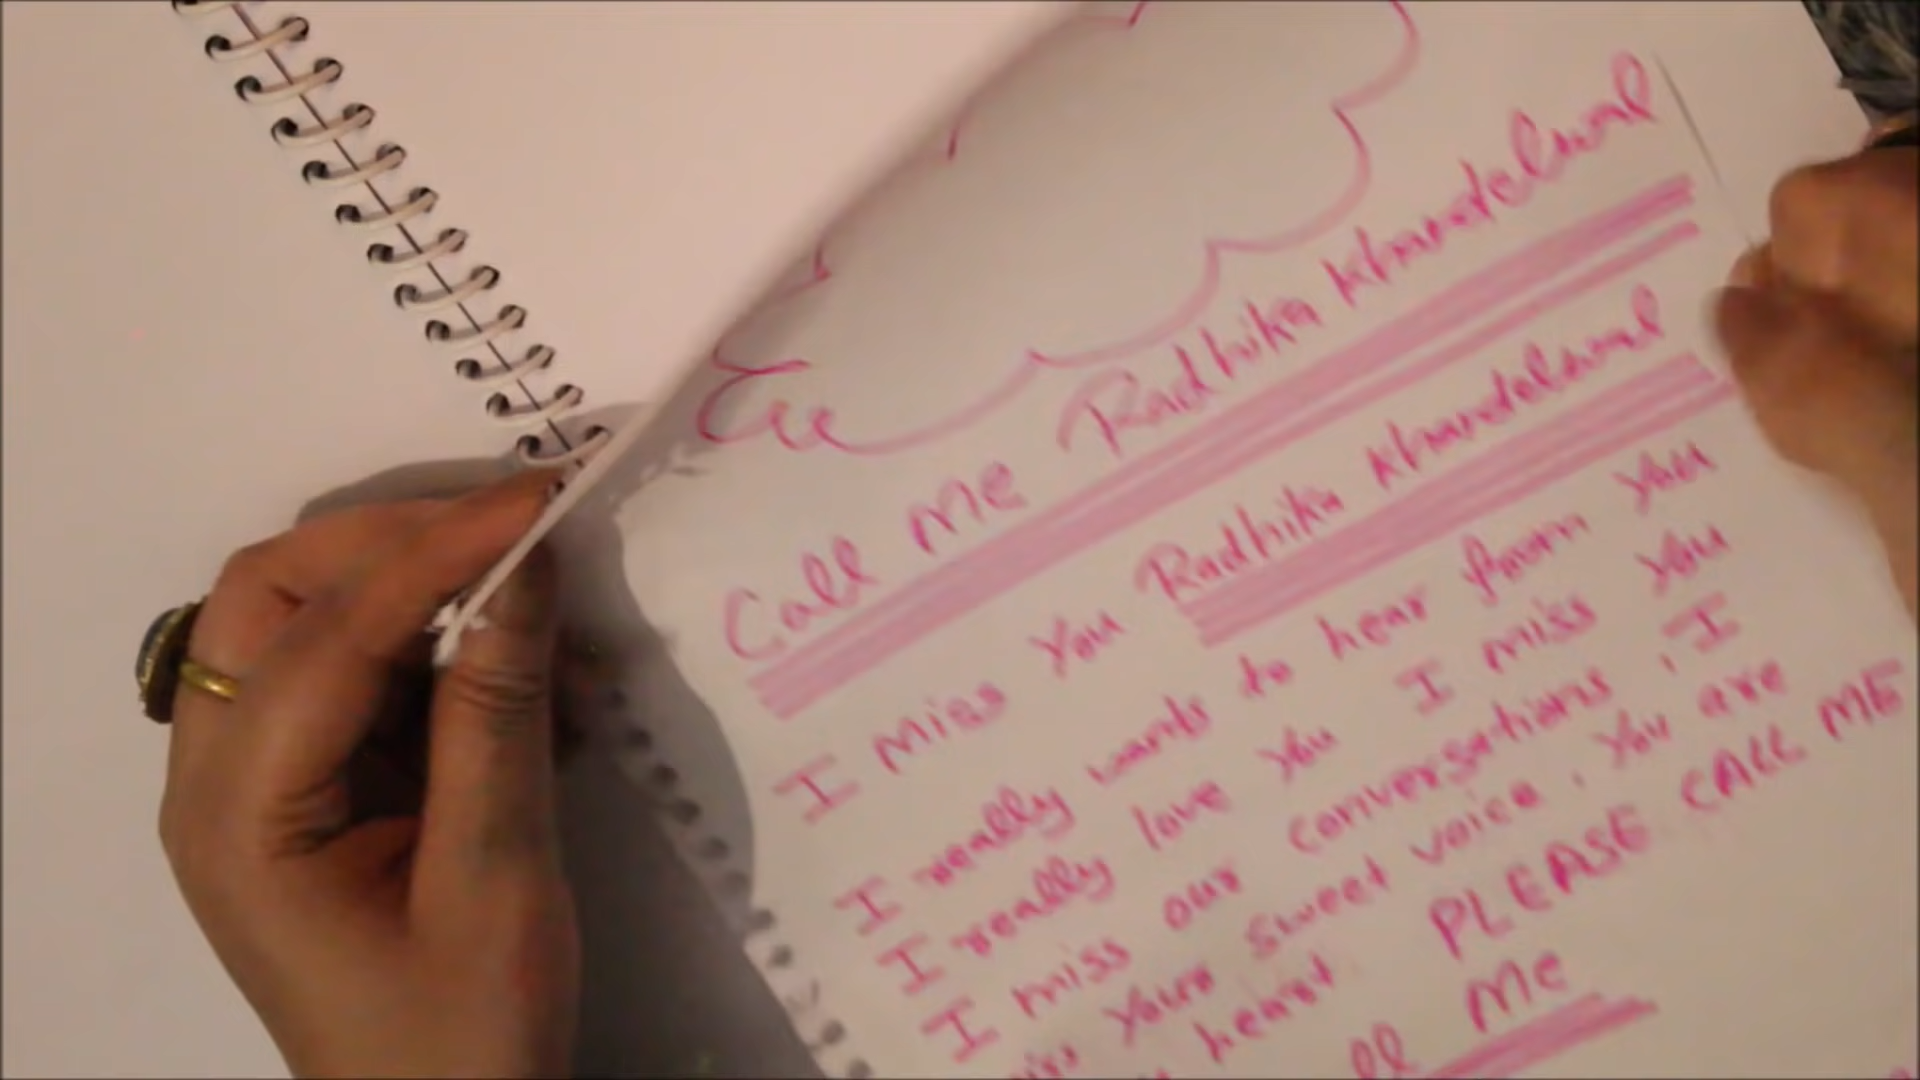 Call Me Radhika Khandelwal
I Miss You Radhika Khandelwal
I really wants to hear from you
I really love You I miss You
I miss our conversations, I
miss Your sweet voice, You are
heart. PLEASE CALL ME
Me